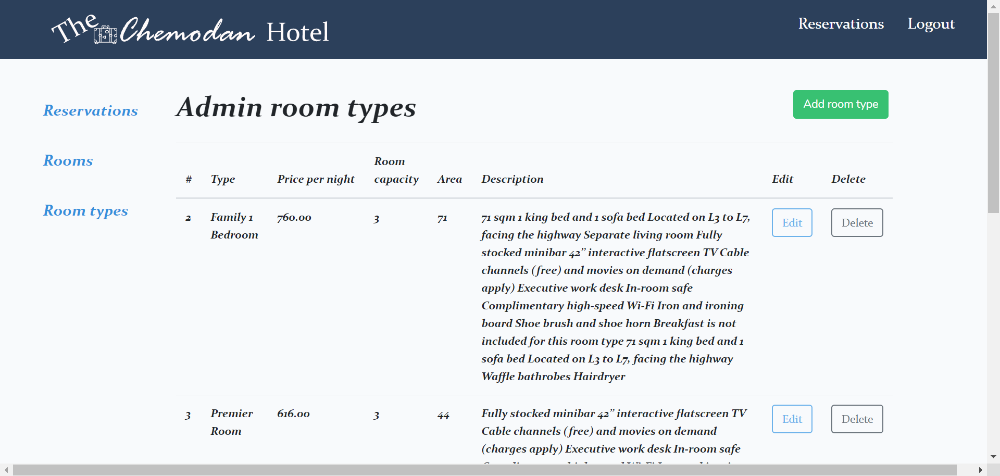 The Chemodan Hotel
Reservations
Logout
Reservations
Rooms
Room types
Admin room types
Add room type
#
Type
Price per night
Room
capacity
Area
Description
Edit
Delete
2
Family 1
Bedroom
760.00
3
71
71 sqm 1 king bed and 1 sofa bed Located on L3 to L7,
facing the highway Separate living room Fully
stocked minibar 42” interactive flatscreen TV Cable
channels (free) and movies on demand (charges
apply) Executive work desk In-room safe
Complimentary high-speed Wi-Fi Iron and ironing
board Shoe brush and shoe horn Breakfast is not
included for this room type 71 sqm 1 king bed and 1
sofa bed Located on L3 to L7, facing the highway
Waffle bathrobes Hairdryer
Edit
Delete
3
Premier
Room
616.00
3
44
Fully stocked minibar 42” interactive flatscreen TV
Cable channels (free) and movies on demand
(charges apply) Executive work desk In-room safe
Edit
Delete